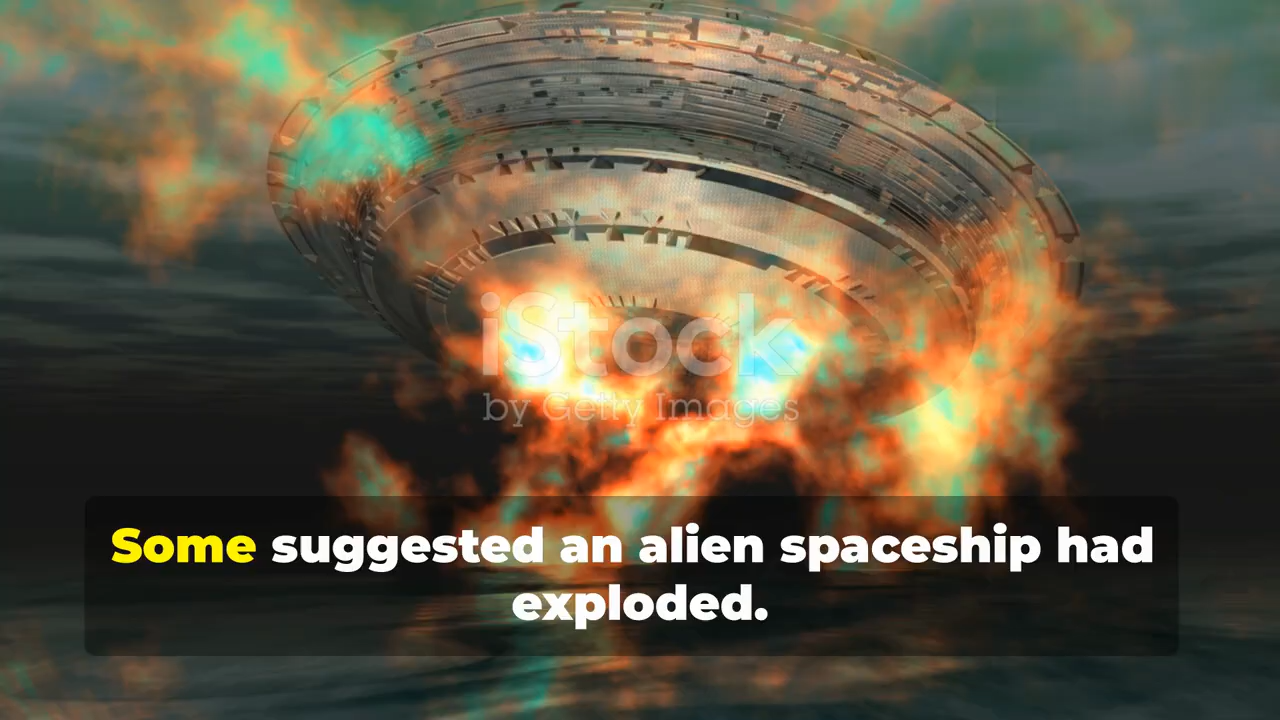 iStock
by Getty Images
Some suggested an alien spaceship had
exploded.